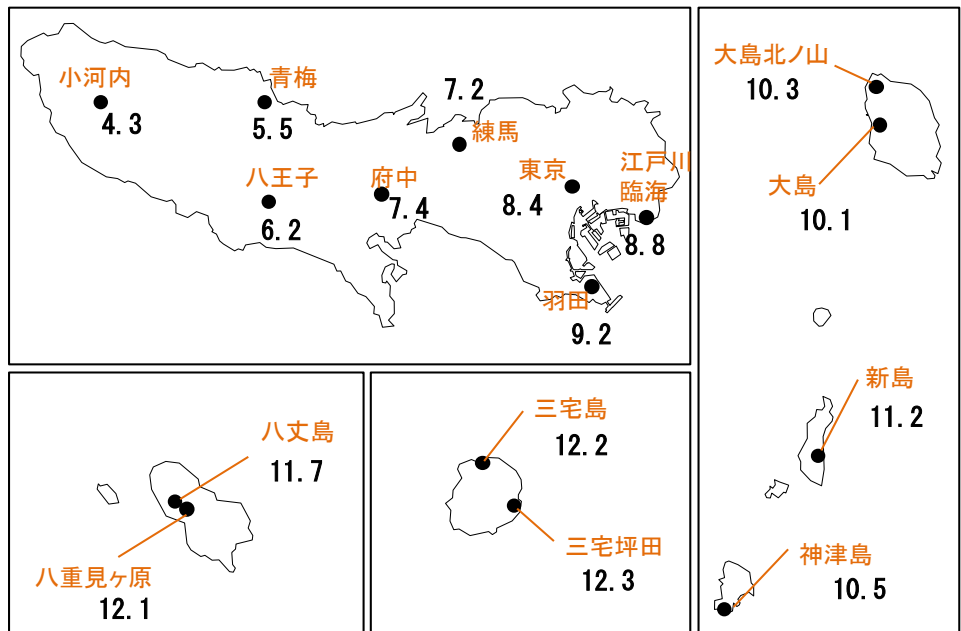 小河内
4.3
青梅
5.5
7.2
練馬
八王子
6.2
府中
7.4
東京
8.4
江戸川
臨海
8.8
羽田
9.2
大島北ノ山
10.3
大島
10.1
新島
11.2
神津島
10.5
八丈島
11.7
八重見ヶ原
12.1
三宅島
12.2
三宅坪田
12.3